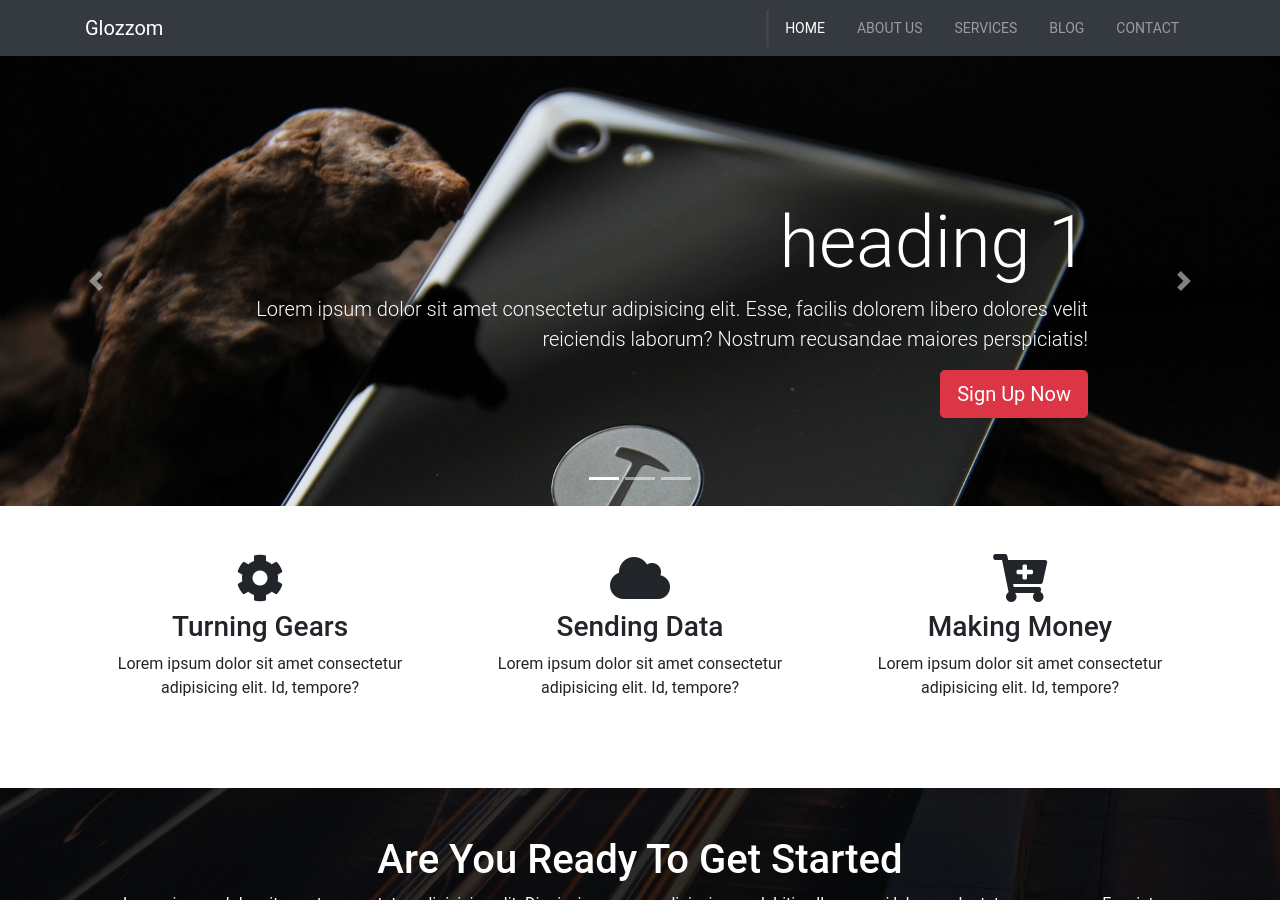 Glozzom
HOME ABOUT US SERVICES BLOG CONTACT
heading 1
Lorem ipsum dolor sit amet consectetur adipisicing elit. Esse, facilis dolorem libero dolores velit
reiciendis laborum? Nostrum recusandae maiores perspiciatis!
Sign Up Now
Turning Gears
Lorem ipsum dolor sit amet consectetur
adipisicing elit. Id, tempore?
Sending Data
Lorem ipsum dolor sit amet consectetur
adipisicing elit. Id, tempore?
Making Money
Lorem ipsum dolor sit amet consectetur
adipisicing elit. Id, tempore?
Are You Ready To Get Started